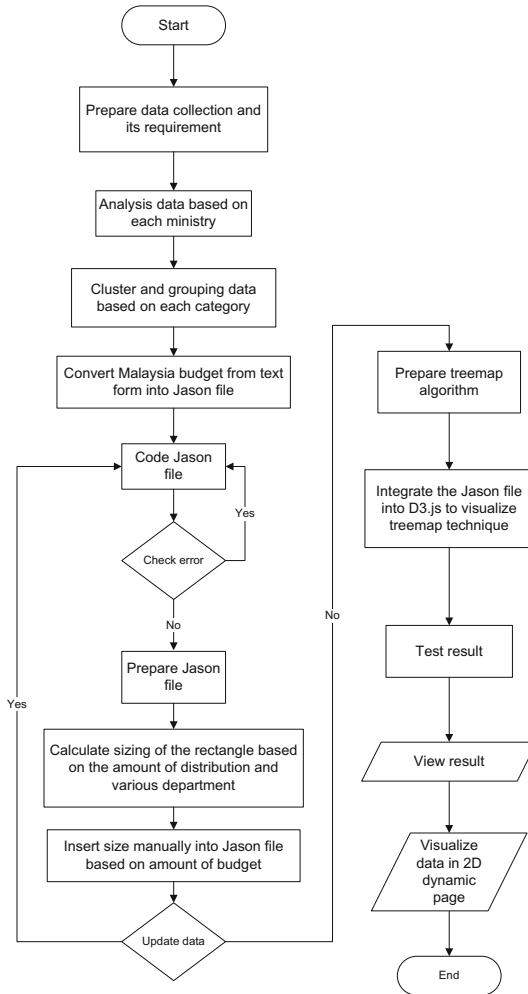 Start
Prepare data collection and
its requirement
Analysis data based on
each ministry
Cluster and grouping data
based on each category
Convert Malaysia budget from text
form into Jason file
Code Jason
file
Yes
Check error
No
Prepare Jason
file
Yes
Calculate sizing of the rectangle based
on the amount of distribution and
various department
Insert size manually into Jason file
based on amount of budget
Update data
No
Prepare treemap
algorithm
Integrate the Jason file
into D3.js to visualize
treemap technique
Test result
View result
Visualize
data in 2D
dynamic
page
End